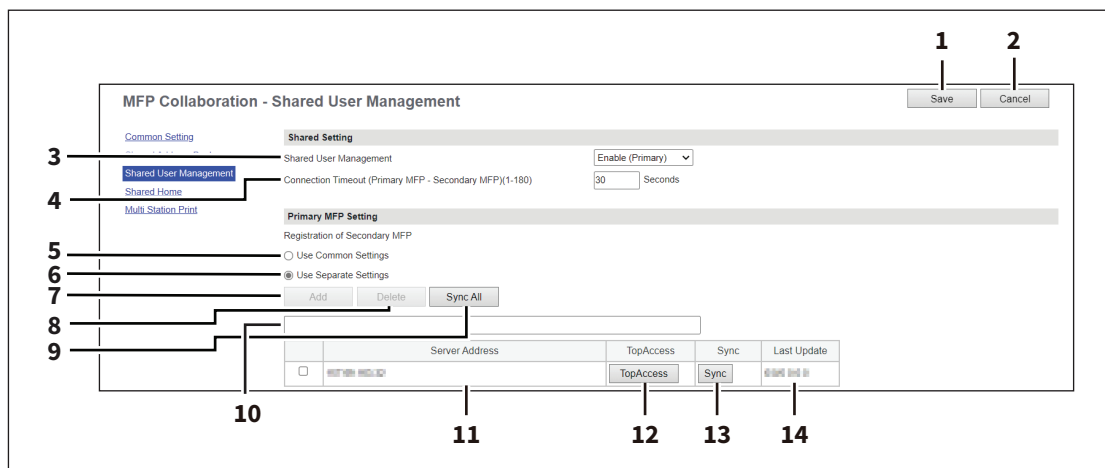 1 2
MFP Collaboration - Shared User Management
Save Cancel
Common Setting
Shared Setting
3 Shared User Management Enable (Primary)
Shared User Management
4 Connection Timeout (Primary MFP - Secondary MFP)(1-180) 30 Seconds
Shared Home
Multi Station Print
Primary MFP Setting
Registration of Secondary MFP
5 Use Common Settings
6 Use Separate Settings
7 Add Delete Sync All
8
9
Server Address TopAccess Sync Last Update
TopAccess Sync
10 11 12 13 14